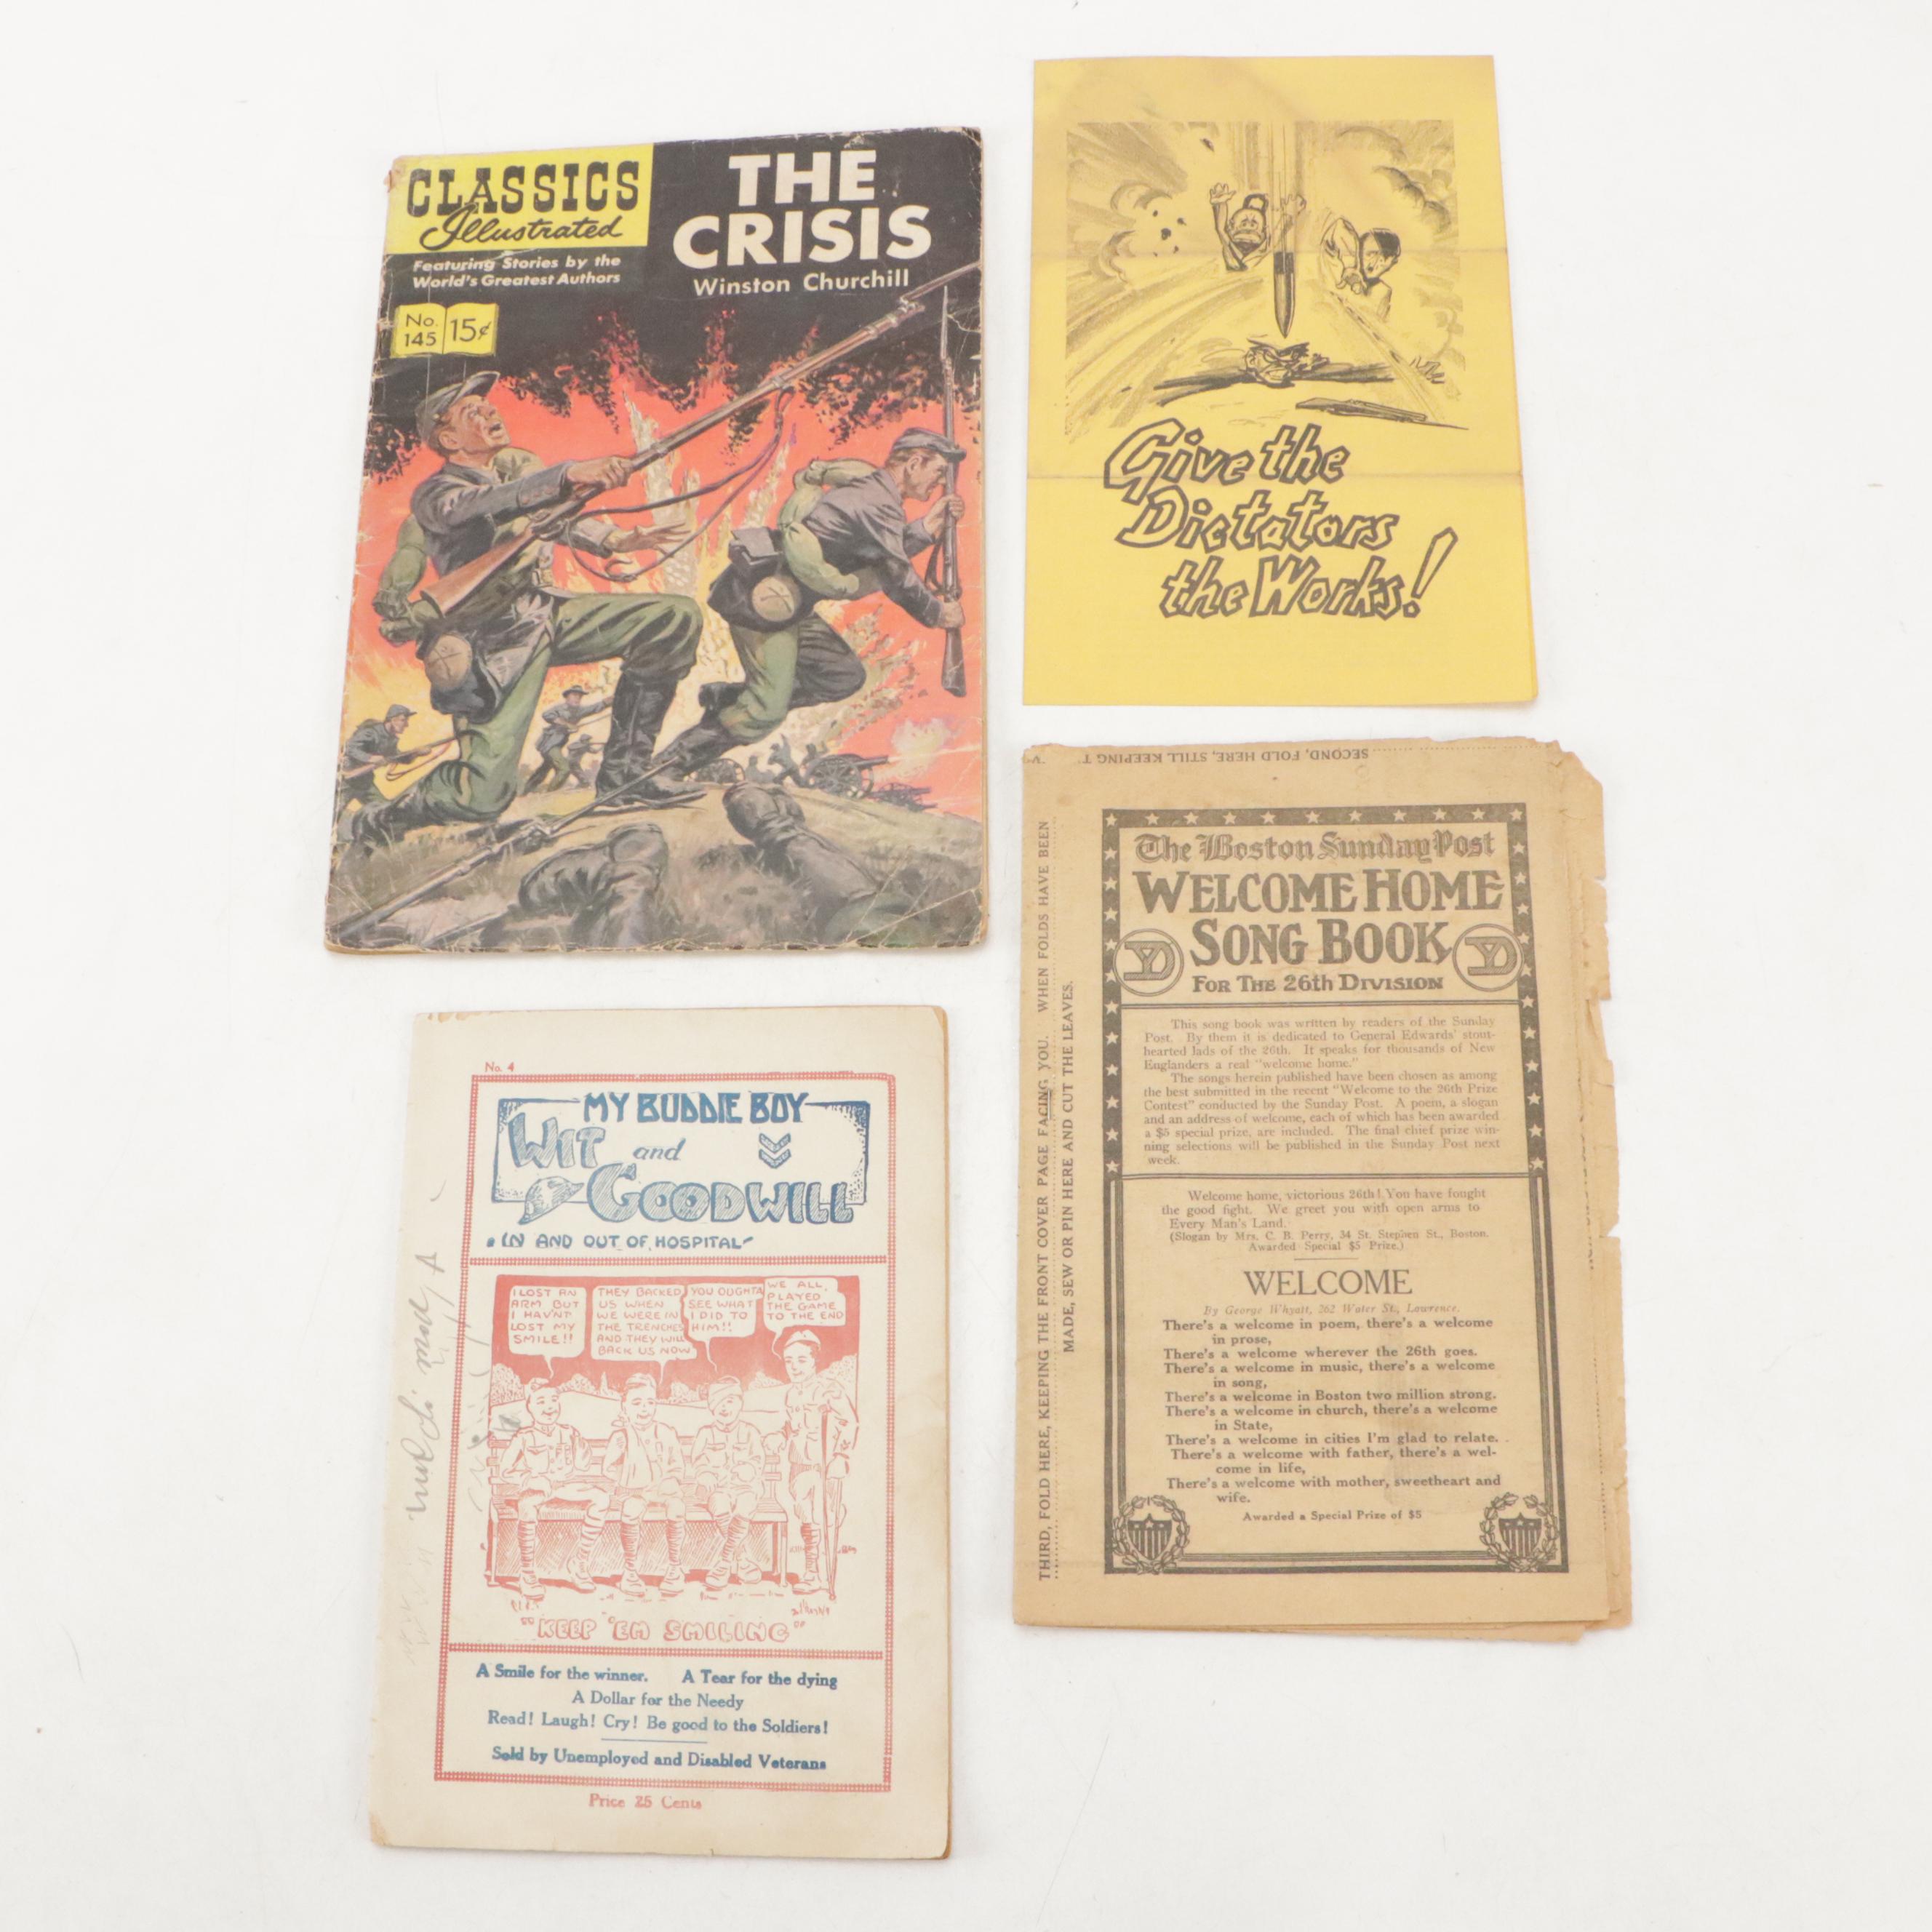 CLASSICS
Illustrated
Featuring Stories by the
World's Greatest Authors
No.
145
15¢
THE
CRISIS
Winston Churchill
Give the
Dictators
the Works!
No. 4
MY BUDDIE BOY
WIT and
GOODWILL
IN AND OUT OF HOSPITAL
I LOST AN
ARM BUT
I HAVN'T
LOST MY
SMILE!!
THEY BACKED
US WHEN
WE WERE IN
THE TRENCHES
AND THEY WILL
BACK US NOW
YOU OUGHTA
SEE WHAT
I DID TO
HIM!!
WE ALL
PLAYED
THE GAME
TO THE END
"KEEP 'EM SMILING"
A Smile for the winner. A Tear for the dying
A Dollar for the Needy
Read! Laugh! Cry! Be good to the Soldiers!
Sold by Unemployed and Disabled Veterans
Price 25 Cents
SECOND, FOLD HERE, STILL KEEPING
THIRD, FOLD HERE, KEEPING THE FRONT COVER PAGE FACING YOU. WHEN FOLDS HAVE BEEN
MADE, SEW OR PIN HERE AND CUT THE LEAVES.
The Boston Sunday Post
WELCOME HOME
SONG BOOK
YD
YD
FOR THE 26th DIVISION
This song book was written by readers of the Sunday
Post. By them it is dedicated to General Edwards' stout-
hearted lads of the 26th. It speaks for thousands of New
Englanders a real "welcome home."
The songs herein published have been chosen as among
the best submitted in the recent "Welcome to the 26th Prize
Contest" conducted by the Sunday Post. A poem, a slogan
and an address of welcome, each of which has been awarded
a $5 special prize, are included. The final chief prize win-
ning selections will be published in the Sunday Post next
week.
Welcome home, victorious 26th! You have fought
the good fight. We greet you with open arms to
Every Man's Land.
(Slogan by Mrs. C. B. Perry, 34 St. Stephen St., Boston.
Awarded Special $5 Prize.)
WELCOME
By George Whyatt, 262 Water St., Lawrence.
There's a welcome in poem, there's a welcome
in prose,
There's a welcome wherever the 26th goes.
There's a welcome in music, there's a welcome
in song,
There's a welcome in Boston two million strong.
There's a welcome in church, there's a welcome
in State,
There's a welcome in cities I'm glad to relate.
There's a welcome with father, there's a wel-
come in life,
There's a welcome with mother, sweetheart and
wife.
Awarded a Special Prize of $5